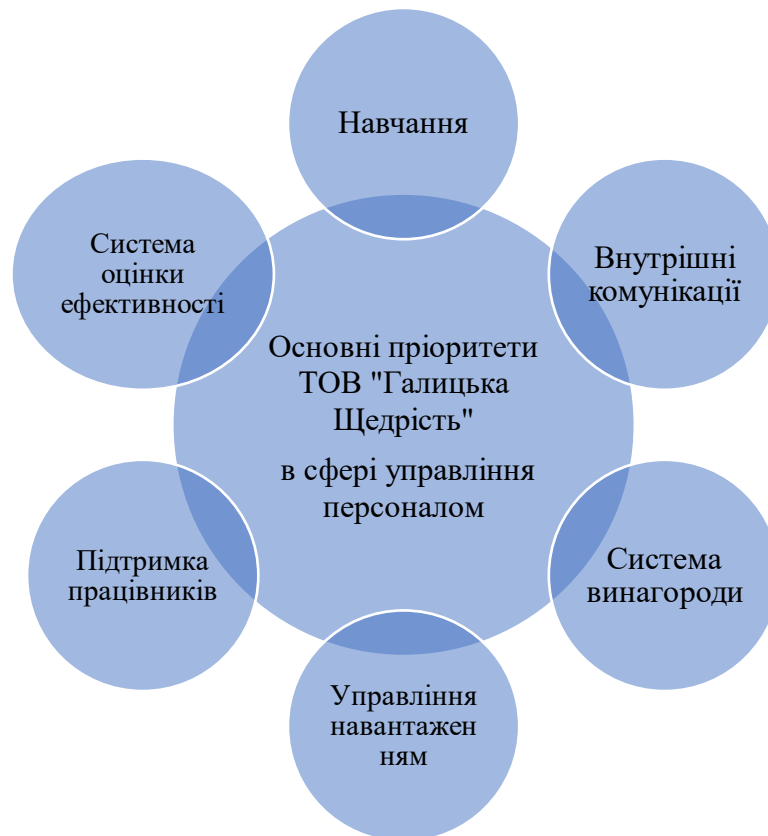 Навчання
Система
оцінки
ефективності
Внутрішні
комунікації
Основні пріоритети
ТОВ "Галицька
Щедрість"
в сфері управління
персоналом
Підтримка
працівників
Система
винагороди
Управління
навантажен
ням